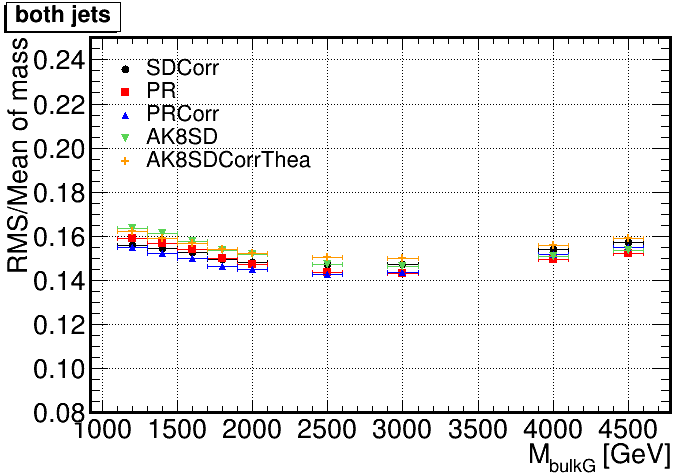 both jets
RMS/Mean of mass
0.24
0.22
0.20
0.18
0.16
0.14
0.12
0.10
0.08
SDCorr
PR
PRCorr
AK8SD
AK8SDCorrThea
1000 1500 2000 2500 3000 3500 4000 4500
M_bulkG [GeV]